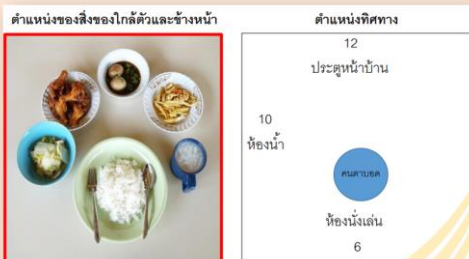 ตำแหน่งของสิ่งของใกล้ตัวและข้างหน้า
ตำแหน่งทิศทาง
12
ประตูหน้าบ้าน
10
ห้องน้ำ
คนตาบอด
ห้องนั่งเล่น
6